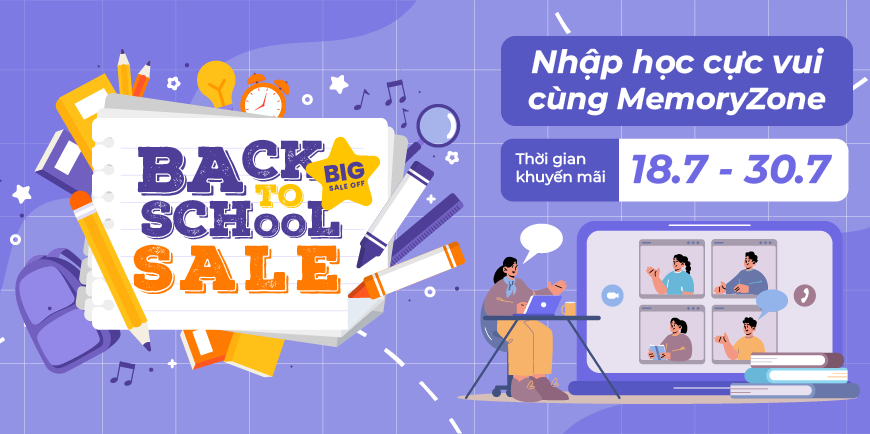 BACK
TO
SCHOOL
SALE
BIG
SALE OFF
Nhập học cực vui
cùng MemoryZone
Thời gian
khuyến mãi
18.7 - 30.7